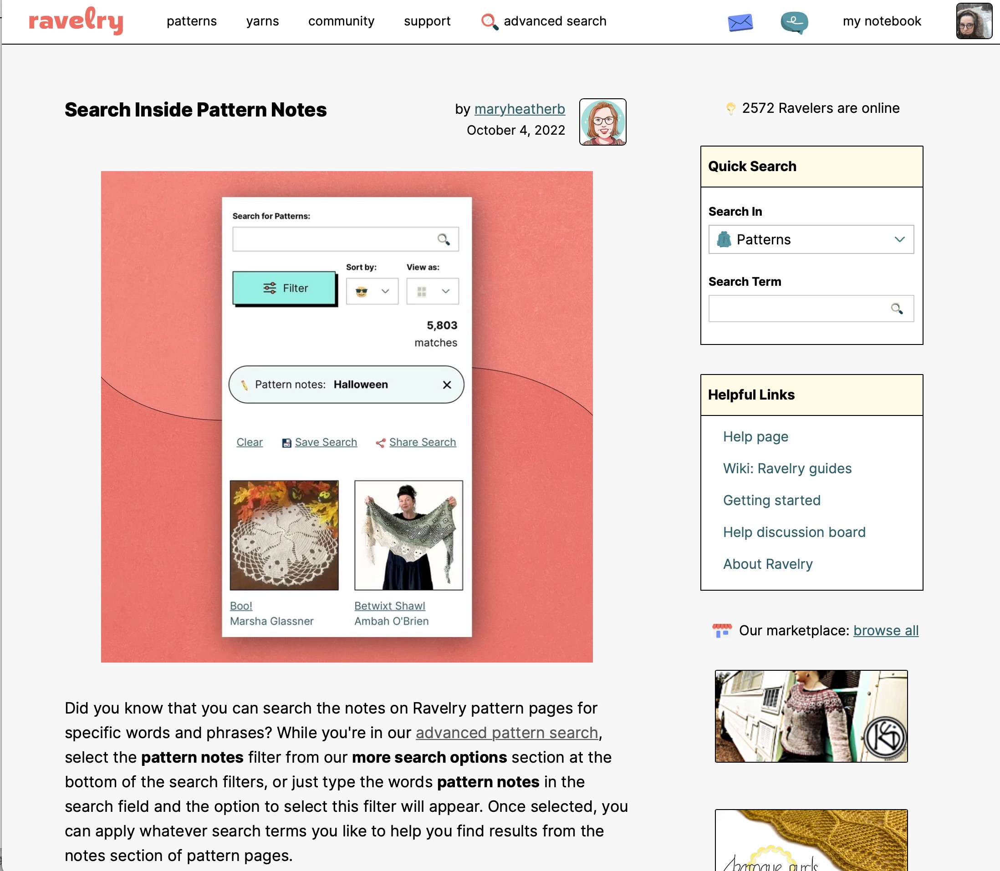 ravelry
patterns
yarns
community
support
advanced search
my notebook
Search Inside Pattern Notes
by maryheatherb
October 4, 2022
Search for Patterns:
Filter
Sort by:
View as:
5,803
matches
Pattern notes: Halloween
Clear
Save Search
Share Search
Boo!
Marsha Glassner
Betwixt Shawl
Ambah O'Brien
Did you know that you can search the notes on Ravelry pattern pages for
specific words and phrases? While you're in our advanced pattern search,
select the pattern notes filter from our more search options section at the
bottom of the search filters, or just type the words pattern notes in the
search field and the option to select this filter will appear. Once selected, you
can apply whatever search terms you like to help you find results from the
notes section of pattern pages.
2572 Ravelers are online
Quick Search
Search In
Patterns
Search Term
Helpful Links
Help page
Wiki: Ravelry guides
Getting started
Help discussion board
About Ravelry
Our marketplace: browse all
baroque purls